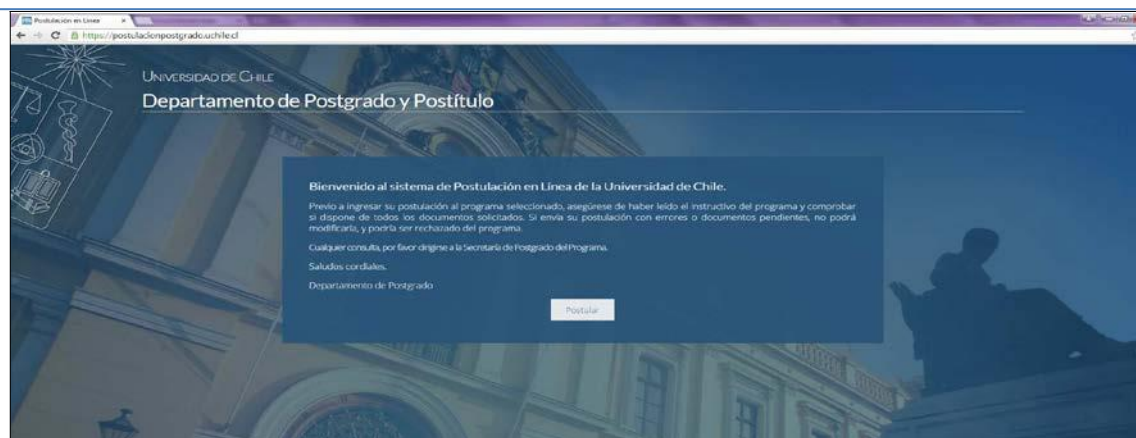 Postulación en Línea
https://postulacionpostgrado.uchile.cl
UNIVERSIDAD DE CHILE
Departamento de Postgrado y Postítulo
Bienvenido al sistema de Postulación en Línea de la Universidad de Chile.
Previo a ingresar su postulación al programa seleccionado, asegúrese de haber leído el instructivo del programa y comprobar
si dispone de todos los documentos solicitados. Si envía su postulación con errores o documentos pendientes, no podrá
modificarla, y podría ser rechazado del programa.
Cualquier consulta, por favor dirigirse a la Secretaría de Postgrado del Programa.
Saludos cordiales.
Departamento de Postgrado
Postular